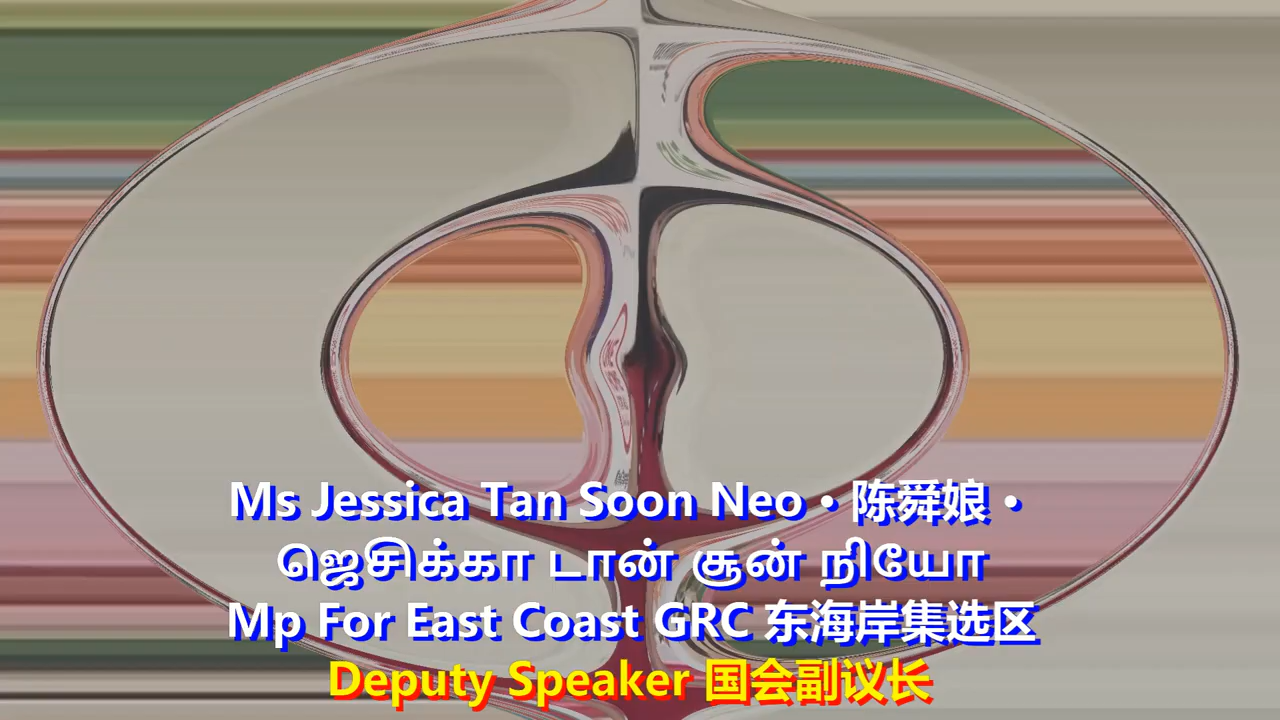 Ms Jessica Tan Soon Neo • 陈舜娘 •
ஜெசிக்கா டான் சூன் நியோ
Mp For East Coast GRC 东海岸集选区
Deputy Speaker 国会副议长